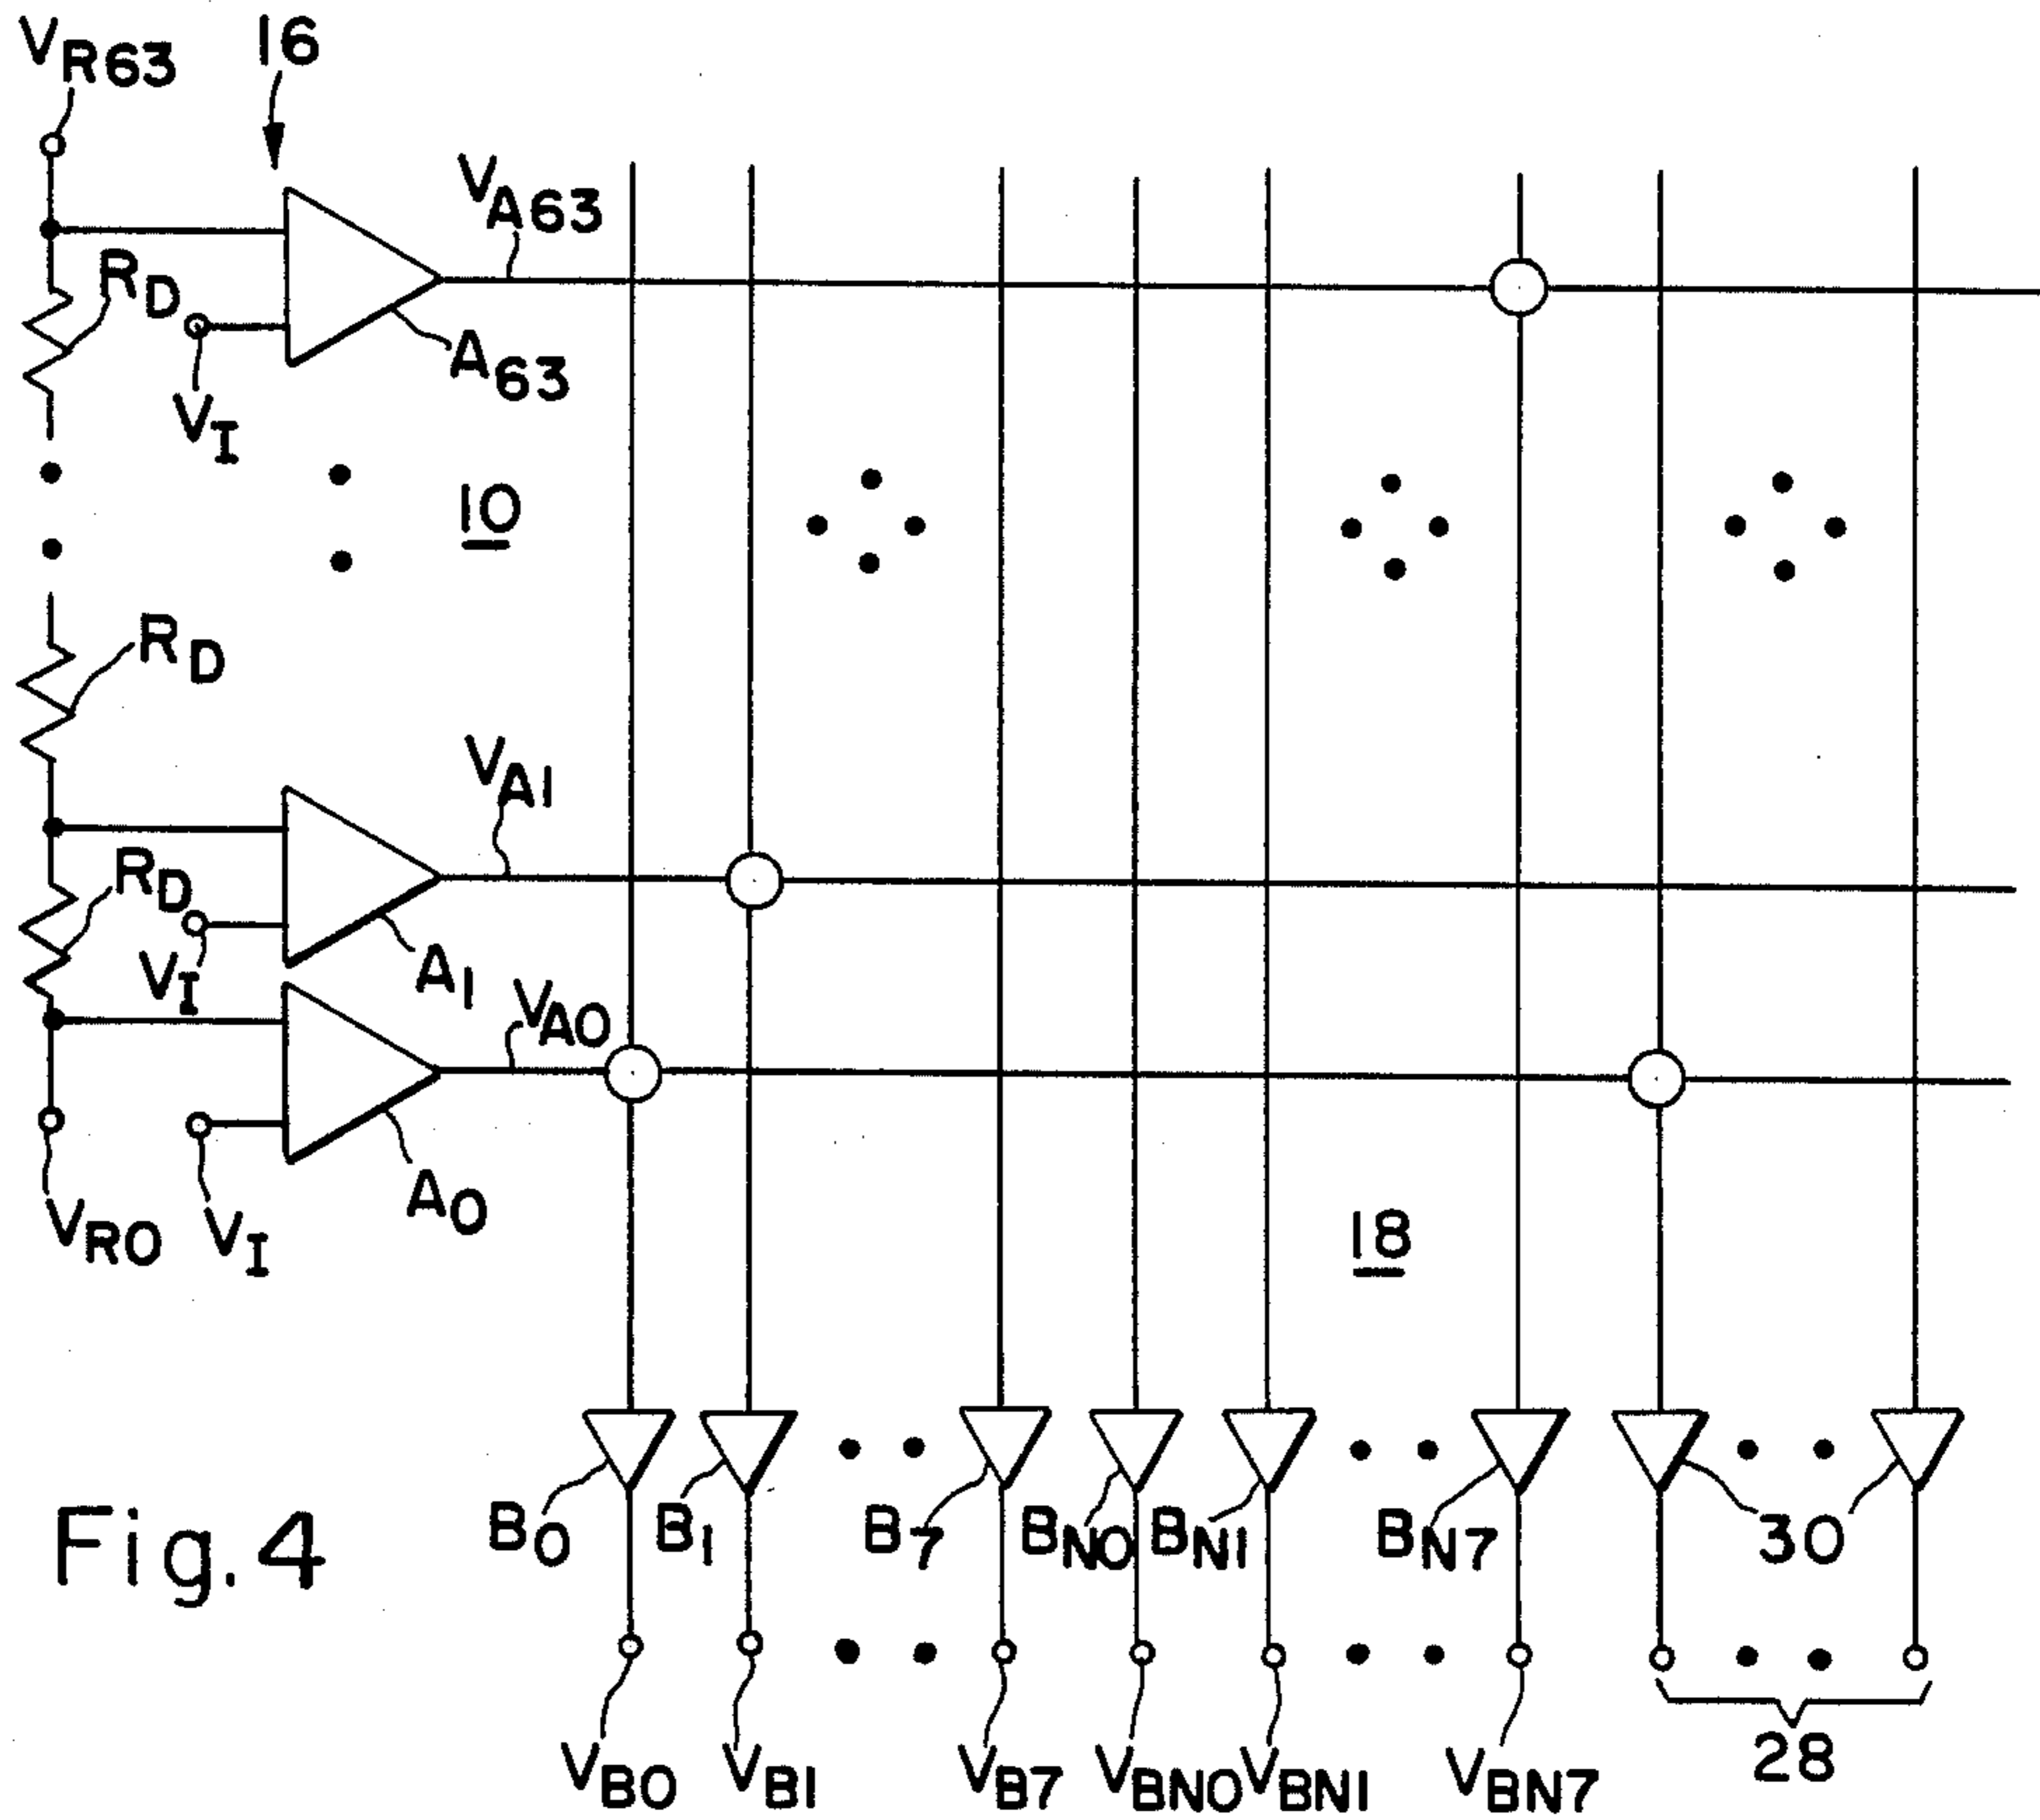 VR63
16
VA63
RD
A63
VI
10
RD
VA1
RD
VI
A1
VA0
A0
VR0
VI
18
Fig.4
B0
B1
B7
BN0
BN1
BN7
30
VB0
VB1
VB7
VBN0
VBN1
VBN7
28